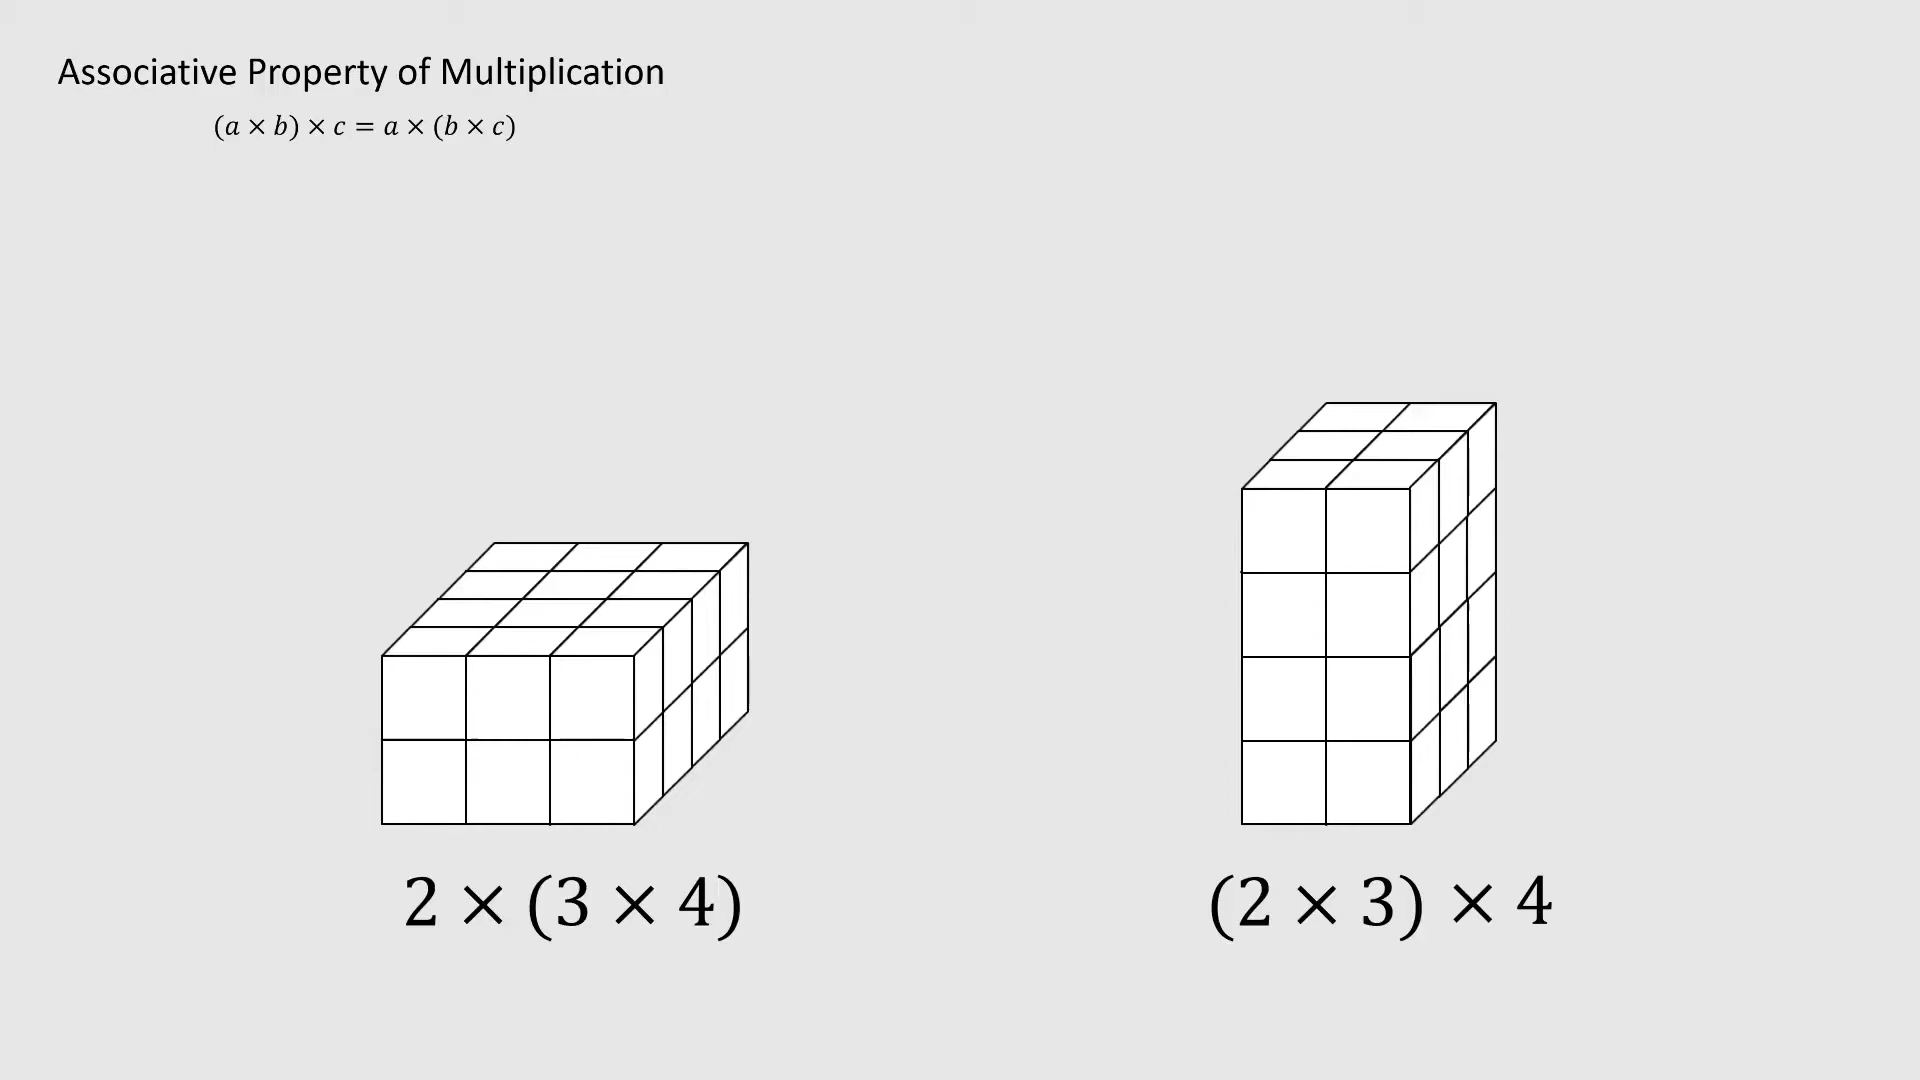 Associative Property of Multiplication
(a × b) × c = a × (b × c)
2 × (3 × 4)
(2 × 3) × 4